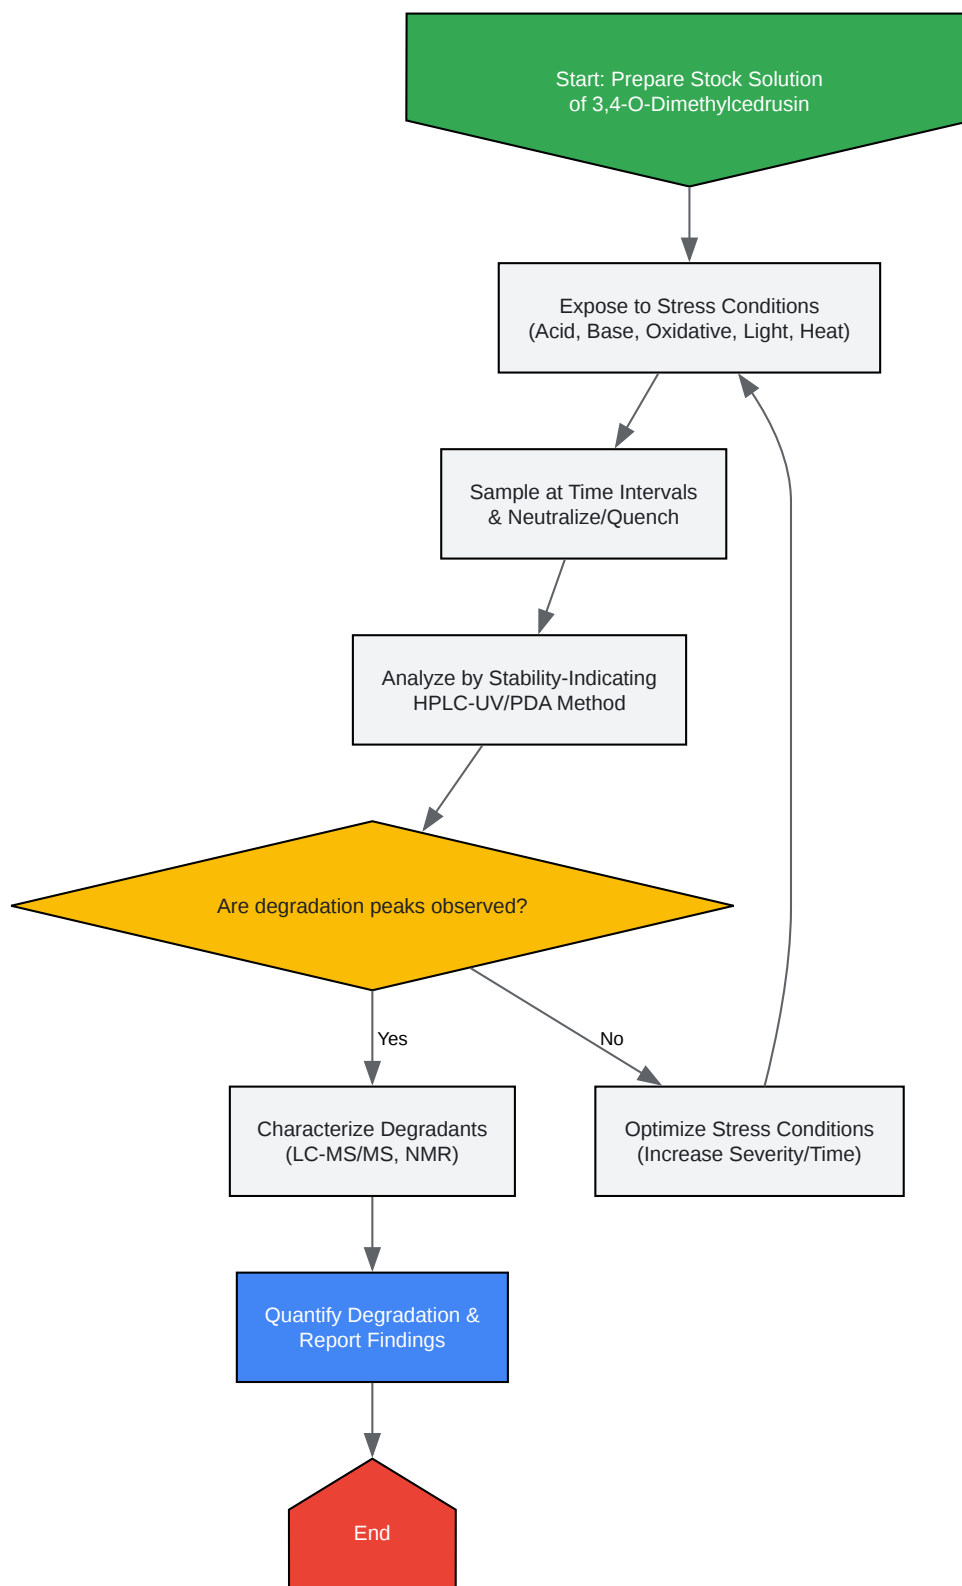 Start: Prepare Stock Solution
of 3,4-O-Dimethylcedrusin
Expose to Stress Conditions
(Acid, Base, Oxidative, Light, Heat)
Sample at Time Intervals
& Neutralize/Quench
Analyze by Stability-Indicating
HPLC-UV/PDA Method
Are degradation peaks observed?
Yes
No
Characterize Degradants
(LC-MS/MS, NMR)
Optimize Stress Conditions
(Increase Severity/Time)
Quantify Degradation &
Report Findings
End